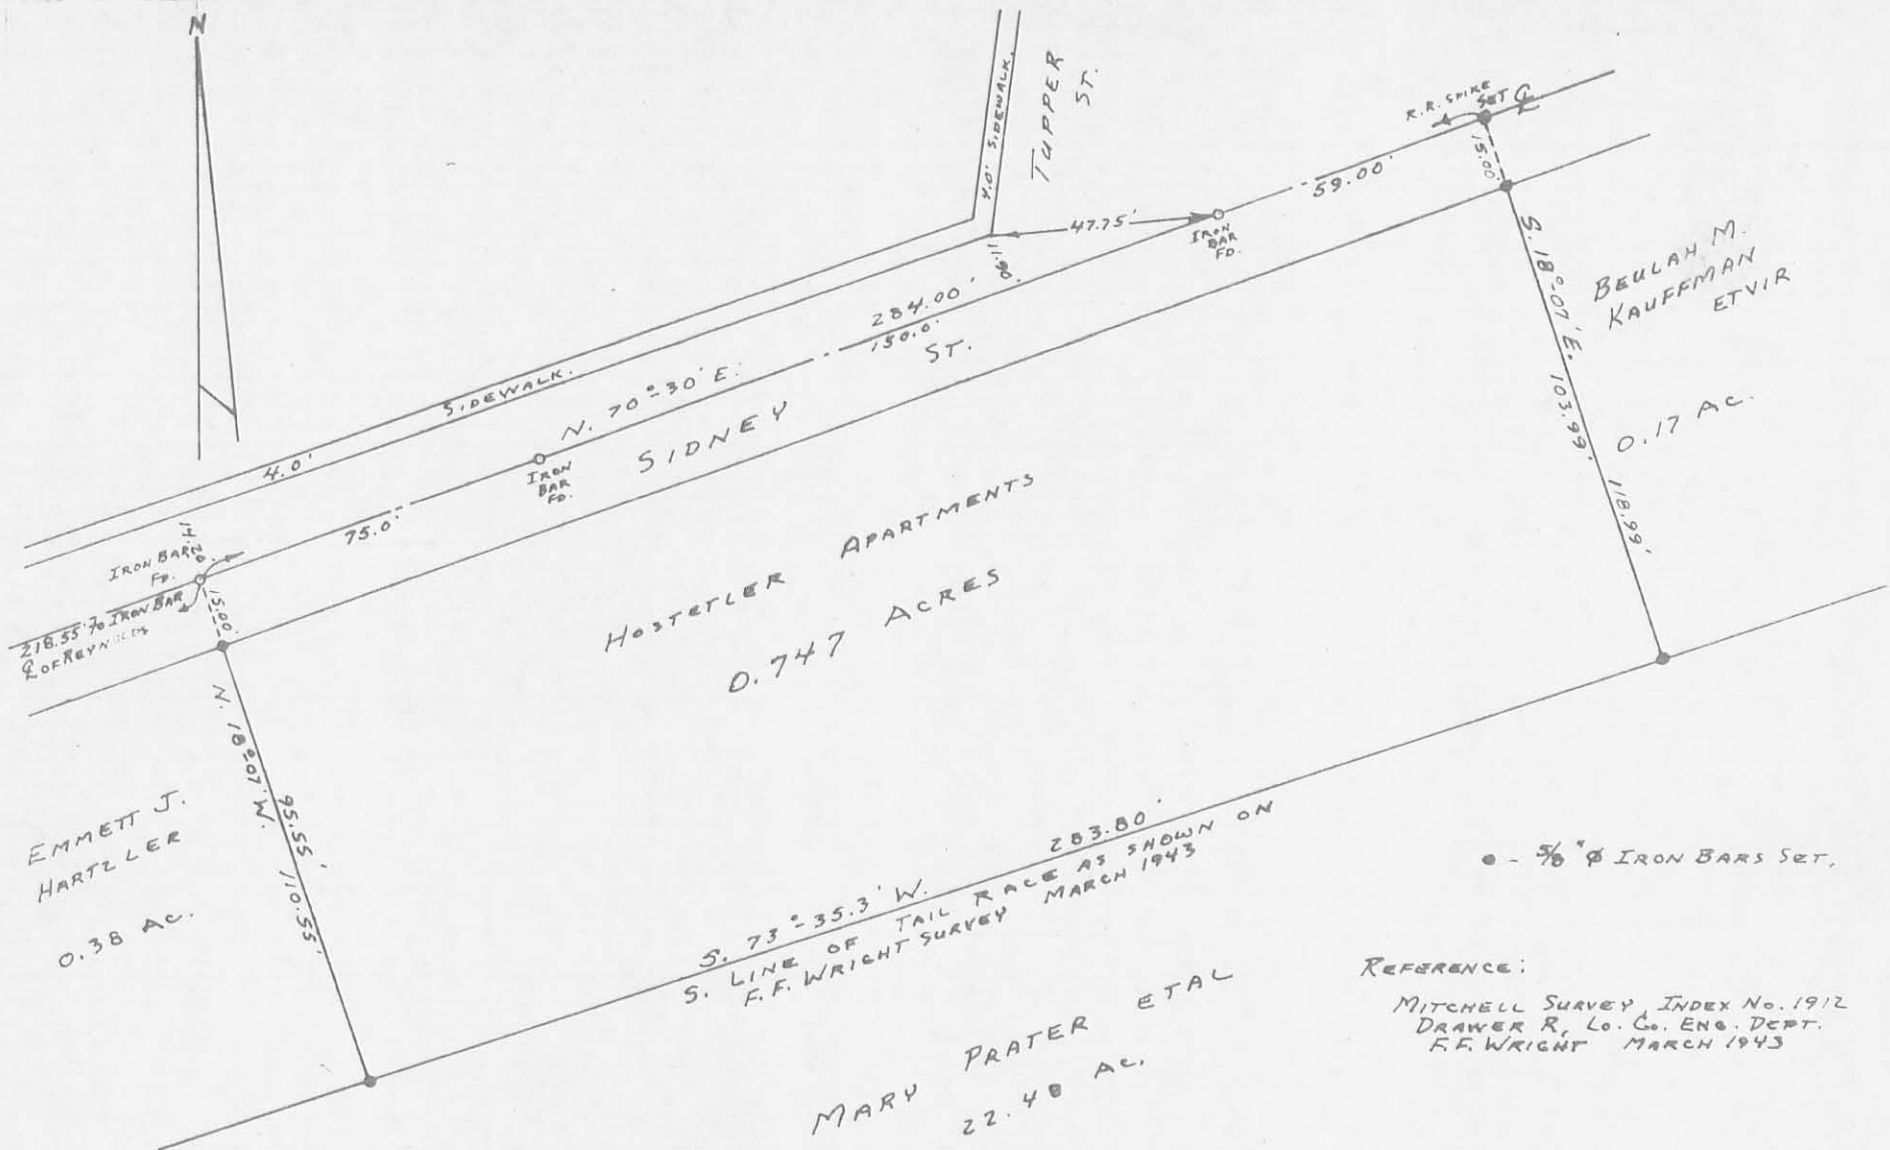 N
4.0' SIDEWALK.
TUPPER
ST.
R.R. SPIKE
SET ℄
15.00'
59.00'
47.75'
IRON
BAR
FD.
284.00'
150.0'
N. 70°-30' E.
SIDEWALK.
4.0'
SIDNEY ST.
IRON
BAR
FD.
75.0'
14.20'
IRON BAR
FD.
15.00'
218.55' TO IRON BAR
℄ OF REYNOLDS
S. 18°-07' E. 103.99'
118.99'
BEULAH M.
KAUFFMAN
ETVIR
0.17 AC.
HOSTETLER APARTMENTS
0.747 ACRES
N. 18°-07' W. 95.55'
110.55'
EMMETT J.
HARTZLER
0.38 AC.
S. 73°-35.3' W. 283.80'
S. LINE OF TAIL RACE AS SHOWN ON
F.F. WRIGHT SURVEY MARCH 1943
MARY PRATER ETAL
22.48 AC.
● - 5/8" Ø IRON BARS SET.
REFERENCE:
MITCHELL SURVEY, INDEX NO. 1912
DRAWER R, LO. CO. ENG. DEPT.
F.F. WRIGHT MARCH 1943